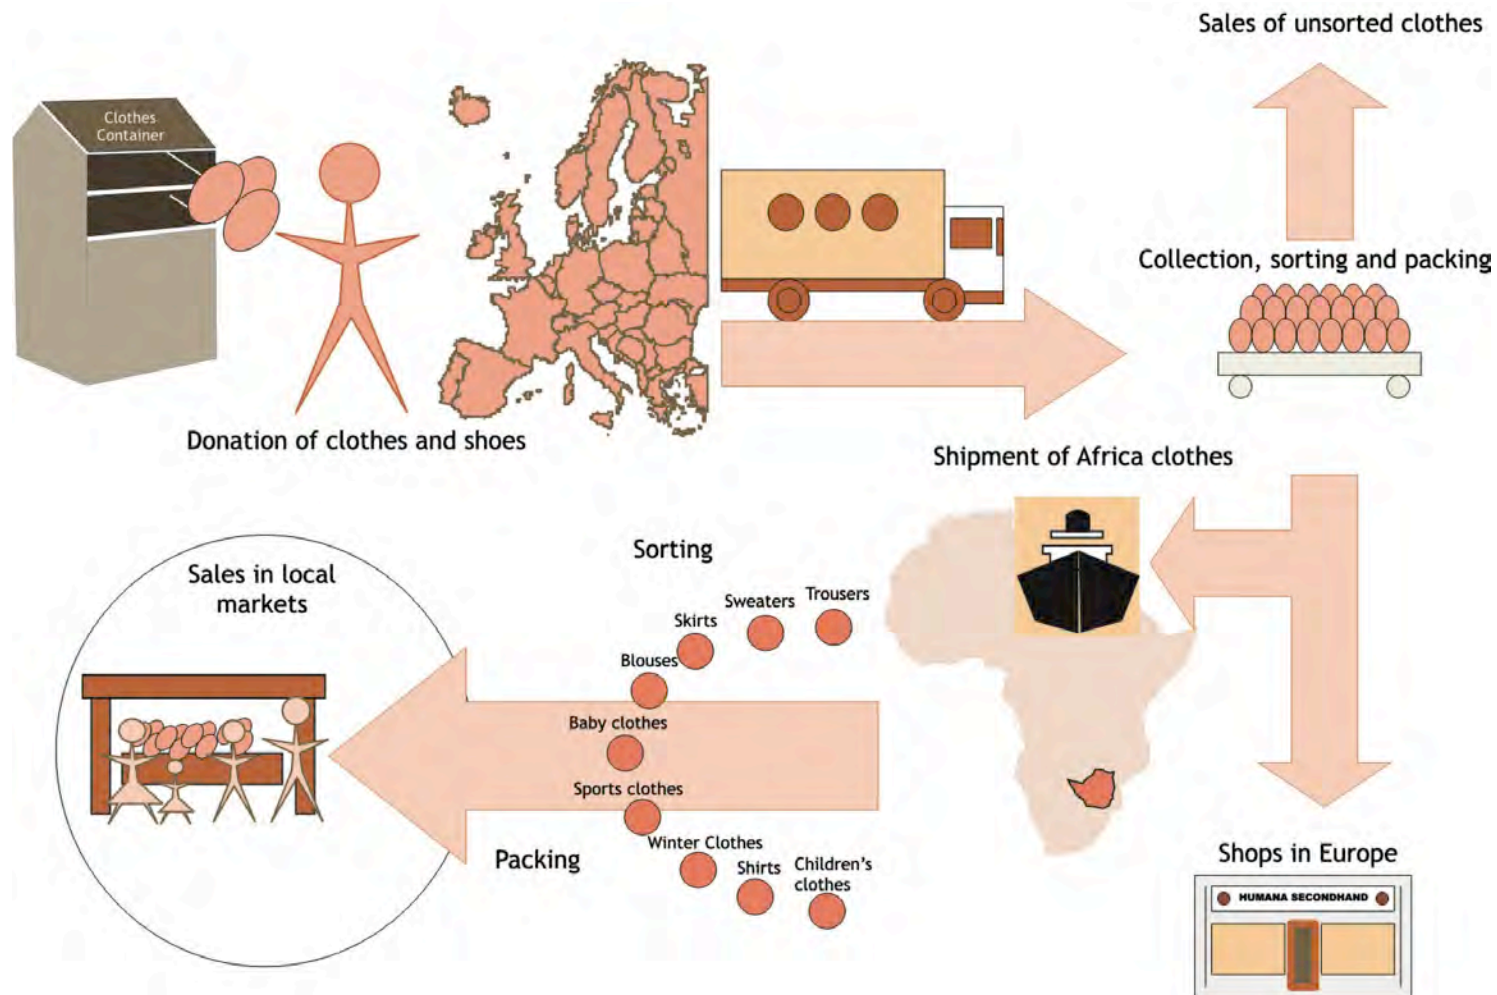 Sales of unsorted clothes
Clothes
Container
Collection, sorting and packing
Donation of clothes and shoes
Shipment of Africa clothes
Sorting
Sales in local
markets
Trousers
Sweaters
Skirts
Blouses
Baby clothes
Sports clothes
Winter Clothes
Shirts
Children's
clothes
Packing
Shops in Europe
HUMANA SECONDHAND